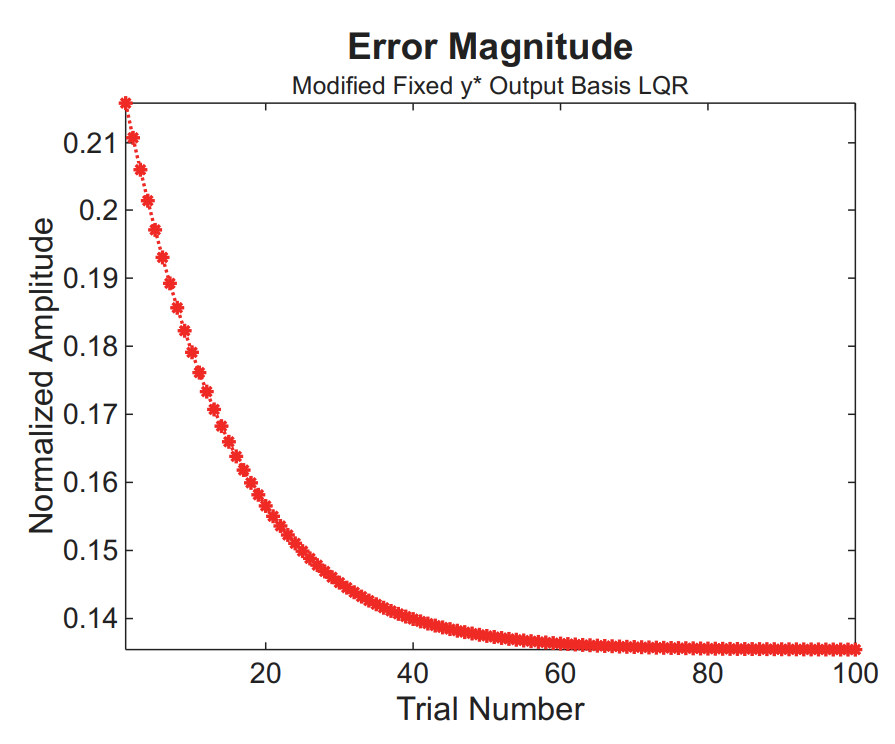 Error Magnitude
Modified Fixed y* Output Basis LQR
Normalized Amplitude
0.21
0.2
0.19
0.18
0.17
0.16
0.15
0.14
20 40 60 80 100
Trial Number